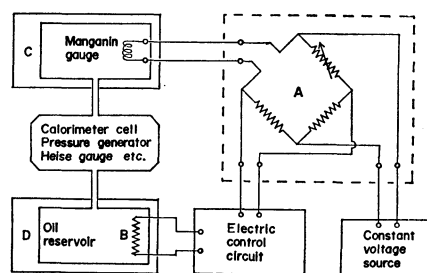 C
Manganin
gauge
A
Calorimeter cell
Pressure generator
Heise gauge etc.
D
Oil
reservoir
B
Electric
control
circuit
Constant
voltage
source